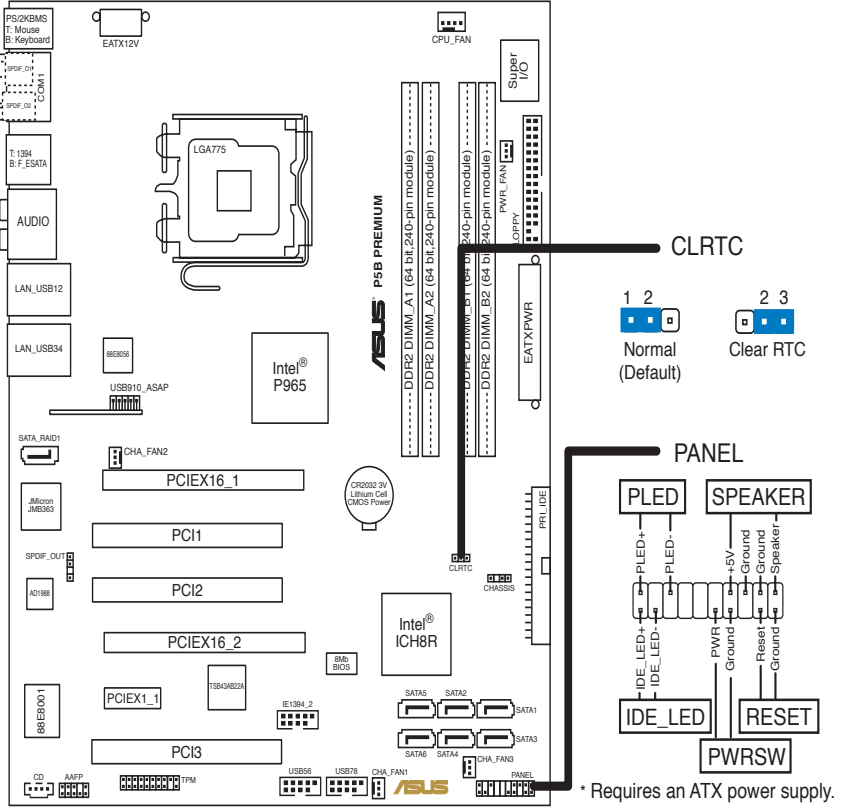 PS/2KBMS
T: Mouse
B: Keyboard
EATX12V
CPU_FAN
SPDIF_O1
SPDIF_O2
COM1
Super
I/O
T: 1394
B: F_ESATA
LGA775
PWR_FAN
AUDIO
LAN_USB12
LAN_USB34
ASUS P5B PREMIUM
DDR2 DIMM_A1 (64 bit,240-pin module)
DDR2 DIMM_A2 (64 bit,240-pin module)
DDR2 DIMM_B1 (64 bit,240-pin module)
DDR2 DIMM_B2 (64 bit,240-pin module)
LOPPY
EATXPWR
CLRTC
1 2
2 3
Normal
(Default)
Clear RTC
88E8056
Intel®
P965
USB910_ASAP
SATA_RAID1
CHA_FAN2
PCIEX16_1
JMicron
JMB363
CR2032 3V
Lithium Cell
CMOS Power
PCI1
PRI_IDE
SPDIF_OUT
CLRTC
CHASSIS
AD1988
PCI2
Intel®
ICH8R
PCIEX16_2
8Mb
BIOS
TSB43AB22A
PCIEX1_1
88E8001
IE1394_2
SATA5
SATA2
SATA1
SATA6
SATA4
SATA3
PCI3
CHA_FAN3
CD
AAFP
TPM
USB56
USB78
CHA_FAN1
ASUS
PANEL
PANEL
PLED
SPEAKER
PLED+
PLED-
+5V
Ground
Ground
Speaker
IDE_LED+
IDE_LED-
PWR
Ground
Reset
Ground
IDE_LED
RESET
PWRSW
* Requires an ATX power supply.